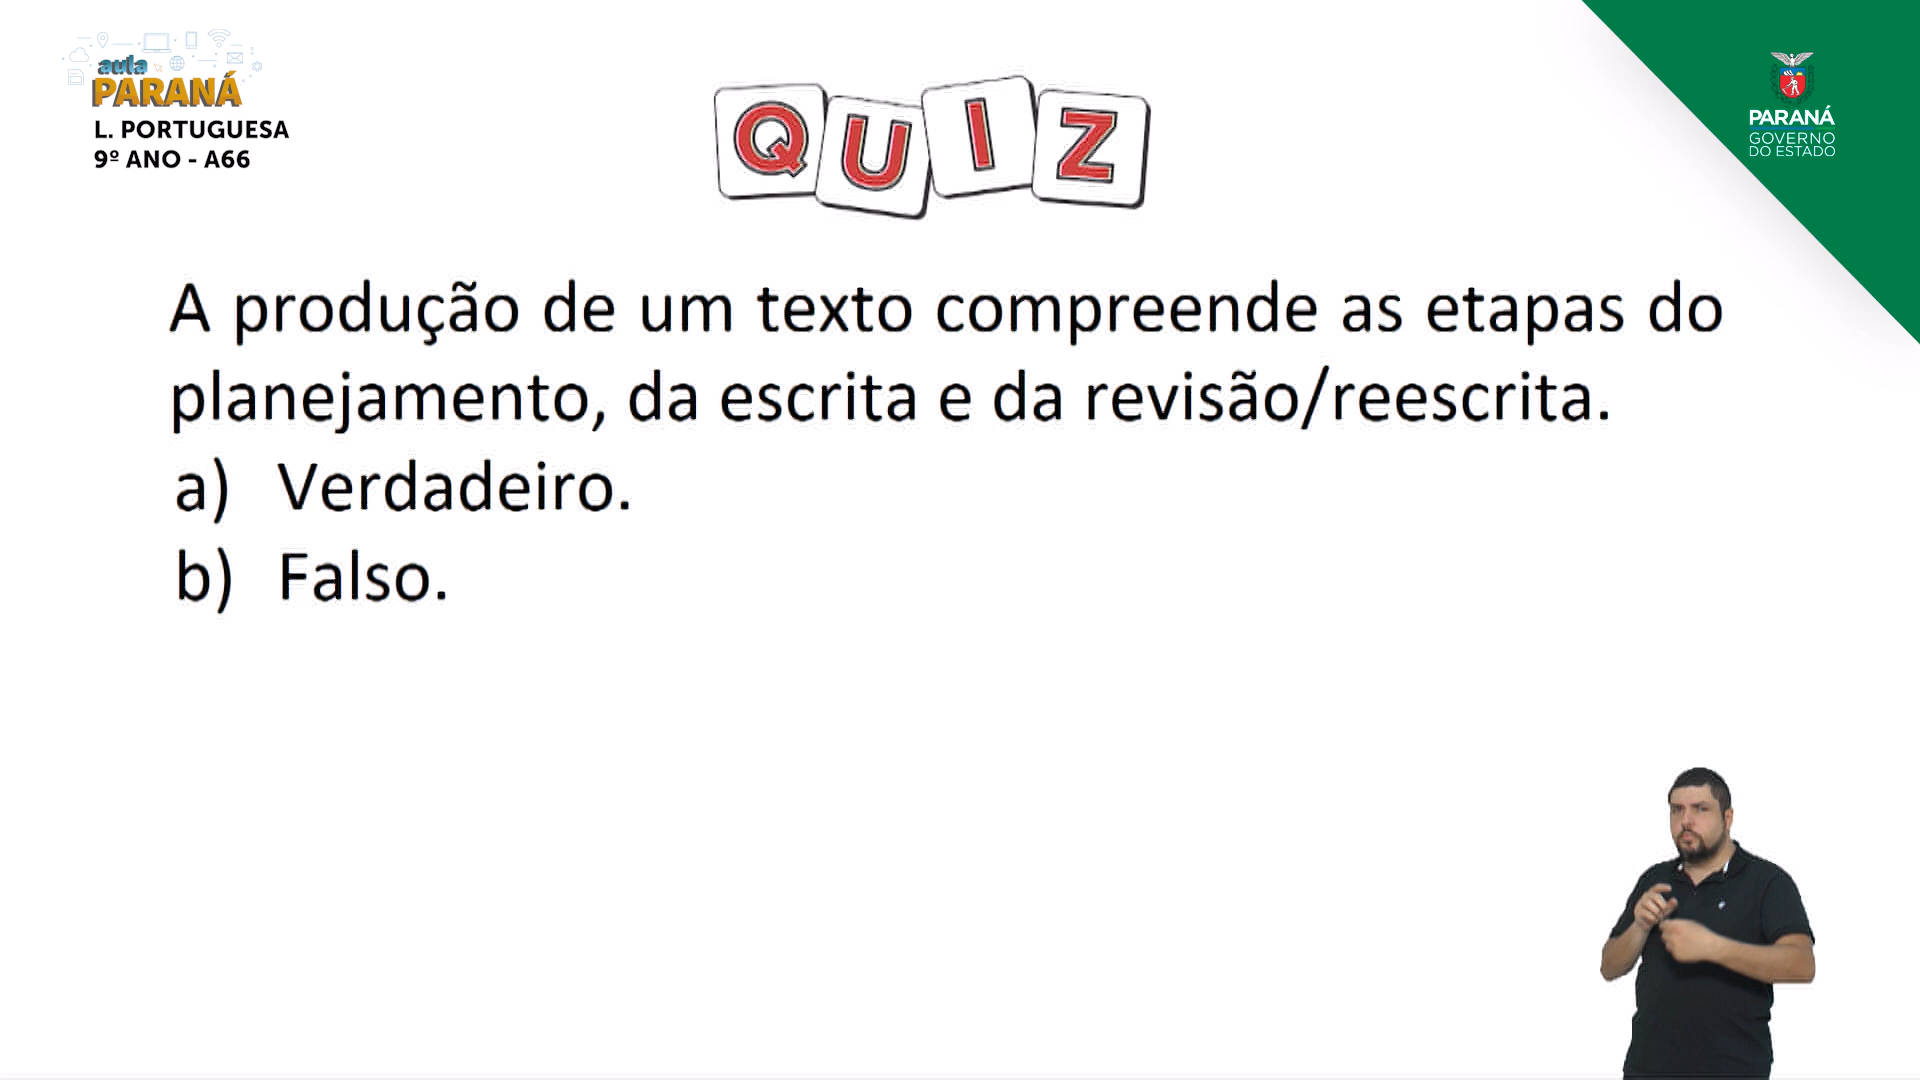 aula
PARANÁ
L. PORTUGUESA
9º ANO - A66
QUIZ
PARANÁ
GOVERNO
DO ESTADO
A produção de um texto compreende as etapas do
planejamento, da escrita e da revisão/reescrita.
a) Verdadeiro.
b) Falso.